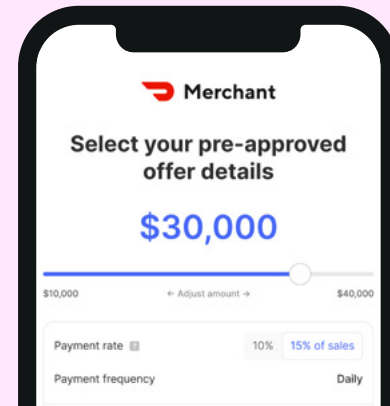 Merchant
Select your pre-approved
offer details
$30,000
$10,000 ← Adjust amount → $40,000
Payment rate ? 10% 15% of sales
Payment frequency Daily